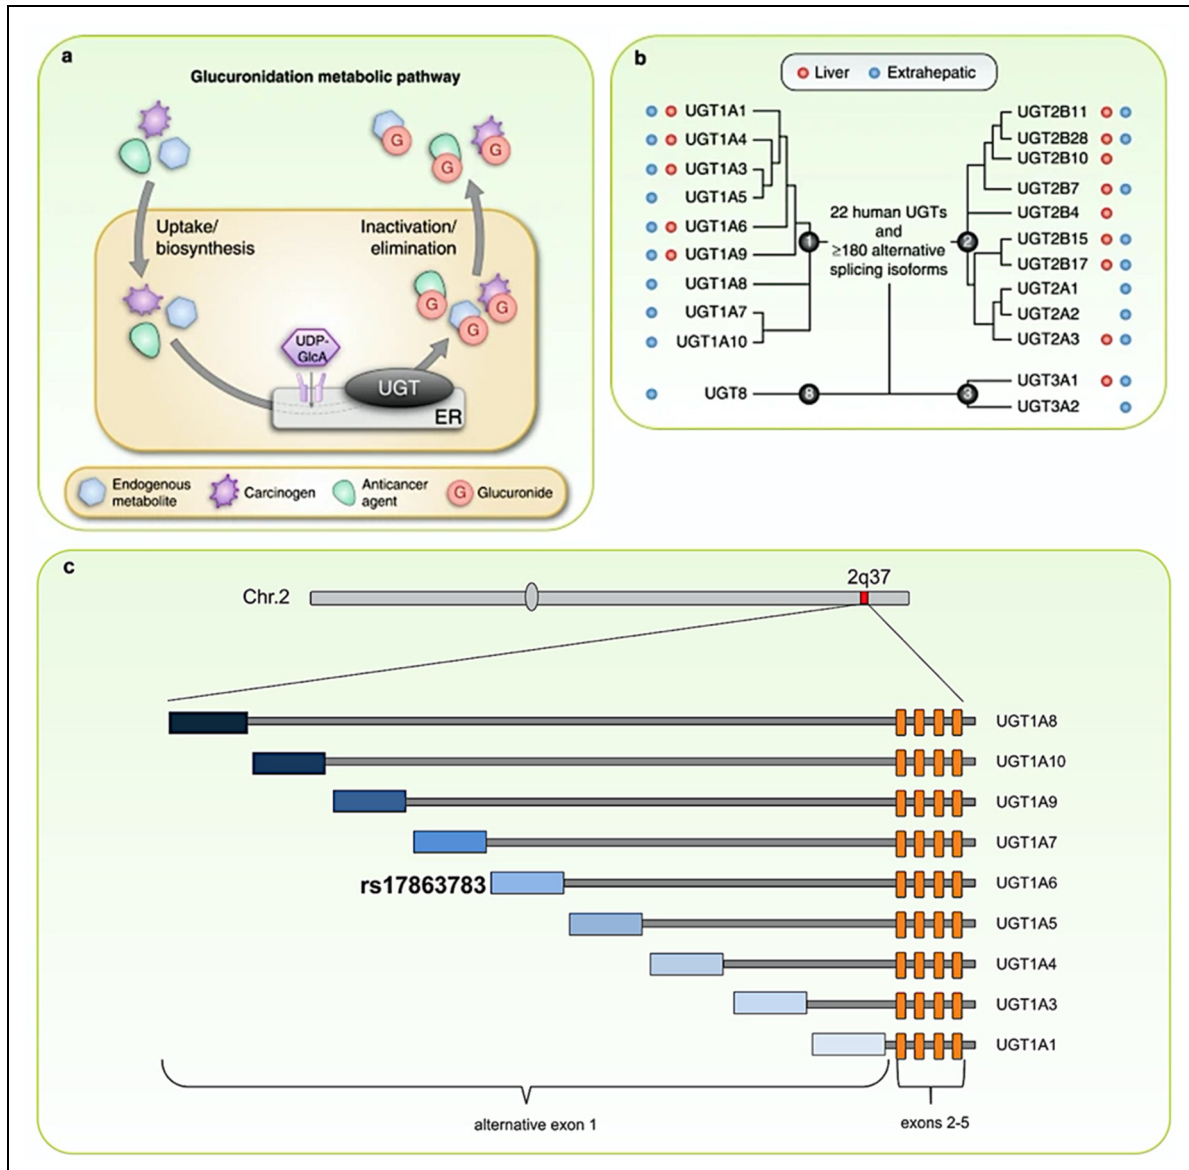 a
Glucuronidation metabolic pathway
G
G
G
Uptake/
biosynthesis
Inactivation/
elimination
G
G
G
UDP-
GlcA
UGT
ER
Endogenous
metabolite
Carcinogen
Anticancer
agent
G
Glucuronide
b
Liver
Extrahepatic
UGT1A1
UGT1A4
UGT1A3
UGT1A5
UGT1A6
UGT1A9
UGT1A8
UGT1A7
UGT1A10
UGT8
1
8
22 human UGTs
and
≥180 alternative
splicing isoforms
2
3
UGT2B11
UGT2B28
UGT2B10
UGT2B7
UGT2B4
UGT2B15
UGT2B17
UGT2A1
UGT2A2
UGT2A3
UGT3A1
UGT3A2
c
2q37
Chr.2
UGT1A8
UGT1A10
UGT1A9
UGT1A7
rs17863783 UGT1A6
UGT1A5
UGT1A4
UGT1A3
UGT1A1
alternative exon 1
exons 2-5